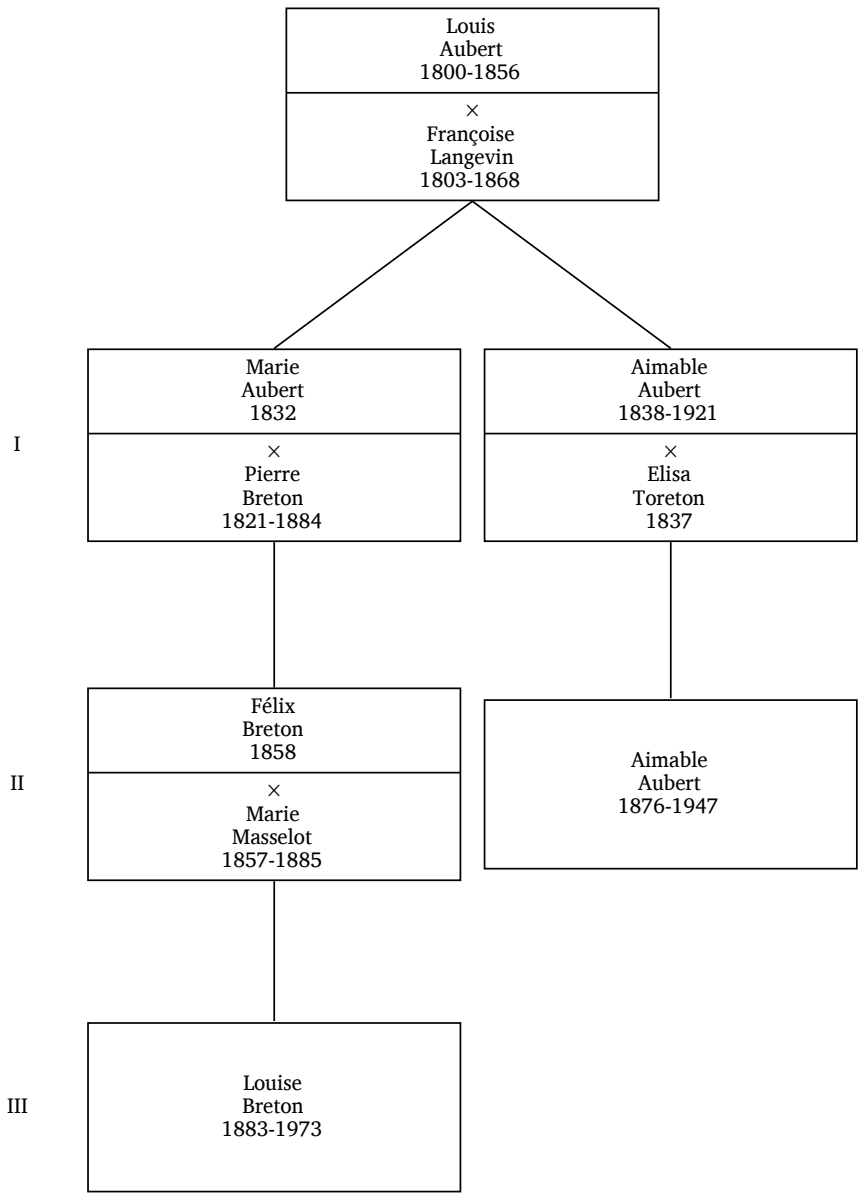 Louis
Aubert
1800-1856
×
Françoise
Langevin
1803-1868
I
Marie
Aubert
1832
×
Pierre
Breton
1821-1884
Aimable
Aubert
1838-1921
×
Elisa
Toreton
1837
II
Félix
Breton
1858
×
Marie
Masselot
1857-1885
Aimable
Aubert
1876-1947
III
Louise
Breton
1883-1973